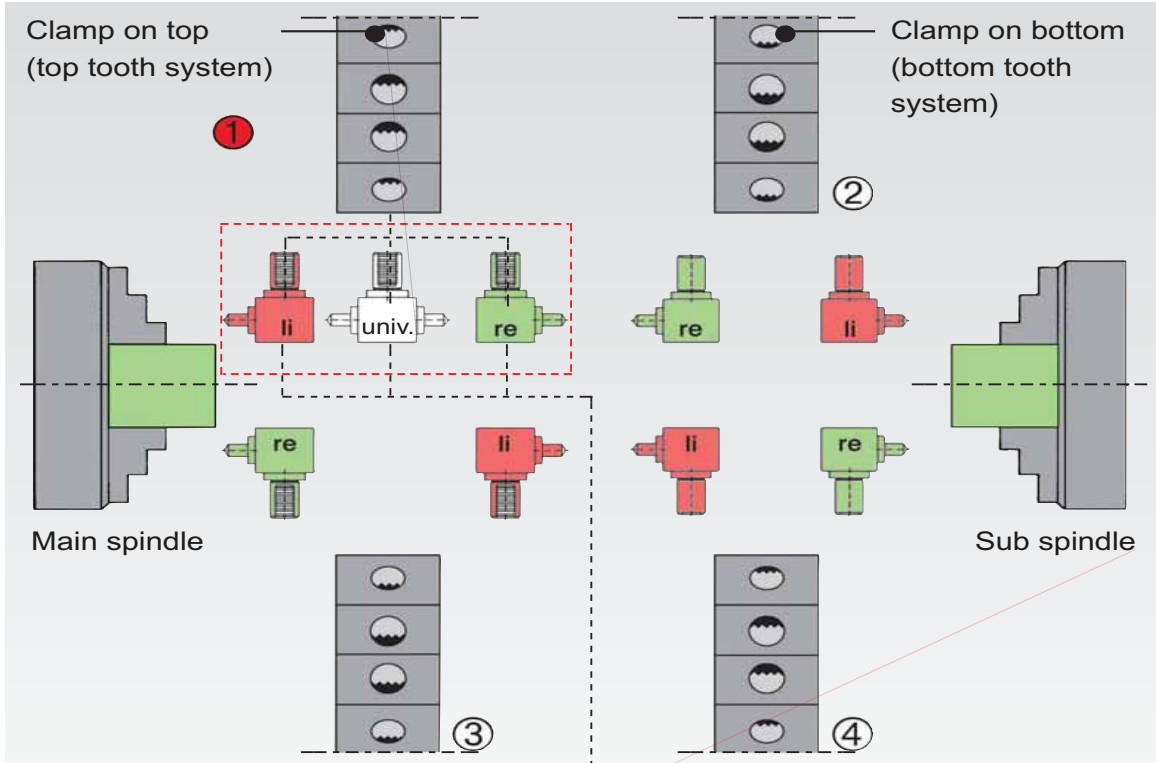 Clamp on top
(top tooth system)
1
Clamp on bottom
(bottom tooth
system)
2
li
univ.
re
re
li
re
li
li
re
Main spindle
Sub spindle
3
4